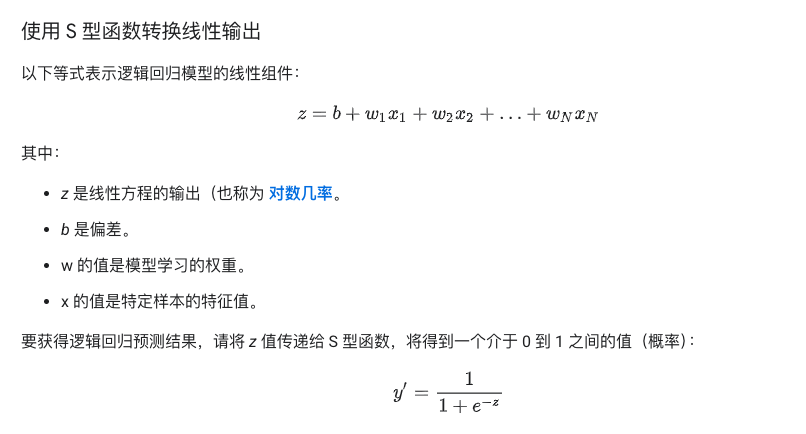 使用 S 型函数转换线性输出
以下等式表示逻辑回归模型的线性组件：
z = b + w₁x₁ + w₂x₂ + … + w_N x_N
其中：
• z 是线性方程的输出（也称为 对数几率。
• b 是偏差。
• w 的值是模型学习的权重。
• x 的值是特定样本的特征值。
要获得逻辑回归预测结果，请将 z 值传递给 S 型函数，将得到一个介于 0 到 1 之间的值（概率）：
y′ = 1 / (1 + e^{−z})